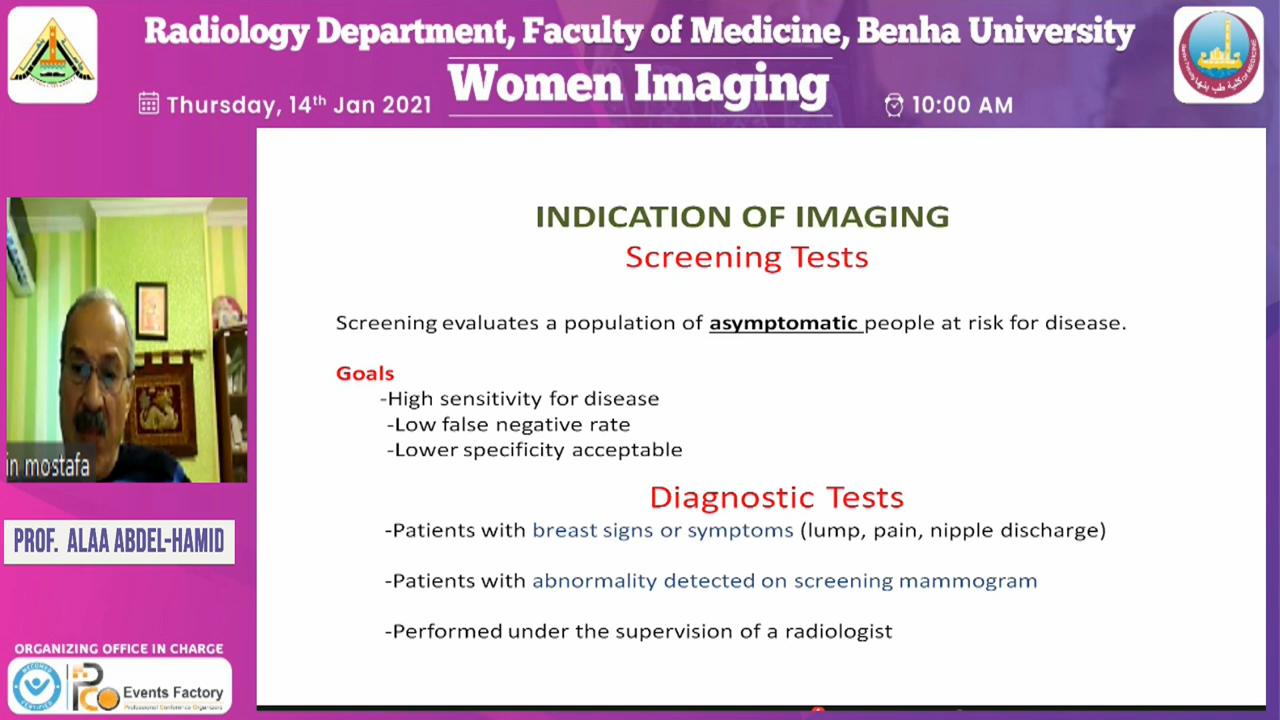 Radiology Department, Faculty of Medicine, Benha University
Women Imaging
Thursday, 14th Jan 2021
10:00 AM
INDICATION OF IMAGING
Screening Tests
Screening evaluates a population of asymptomatic people at risk for disease.
Goals
-High sensitivity for disease
-Low false negative rate
-Lower specificity acceptable
Diagnostic Tests
-Patients with breast signs or symptoms (lump, pain, nipple discharge)
-Patients with abnormality detected on screening mammogram
-Performed under the supervision of a radiologist
in mostafa
PROF. ALAA ABDEL-HAMID
ORGANIZING OFFICE IN CHARGE
PCO
Events Factory
Professional Conference Organizers